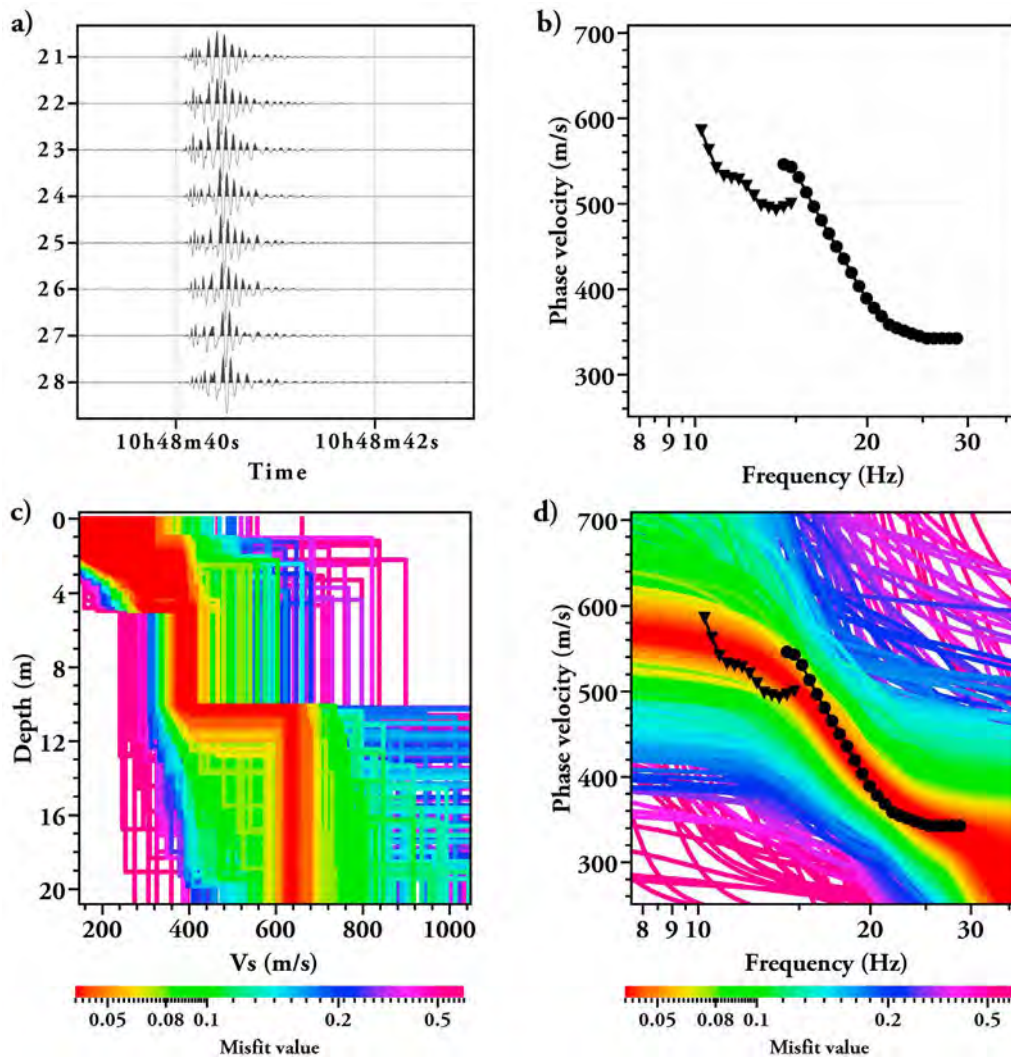 a)
21
22
23
24
25
26
27
28
10h48m40s 10h48m42s
Time
b)
Phase velocity (m/s)
700
600
500
400
300
8 9 10 20 30
Frequency (Hz)
c)
Depth (m)
0
4
8
12
16
20
200 400 600 800 1000
Vs (m/s)
0.05 0.08 0.1 0.2 0.5
Misfit value
d)
Phase velocity (m/s)
700
600
500
400
300
8 9 10 20 30
Frequency (Hz)
0.05 0.08 0.1 0.2 0.5
Misfit value